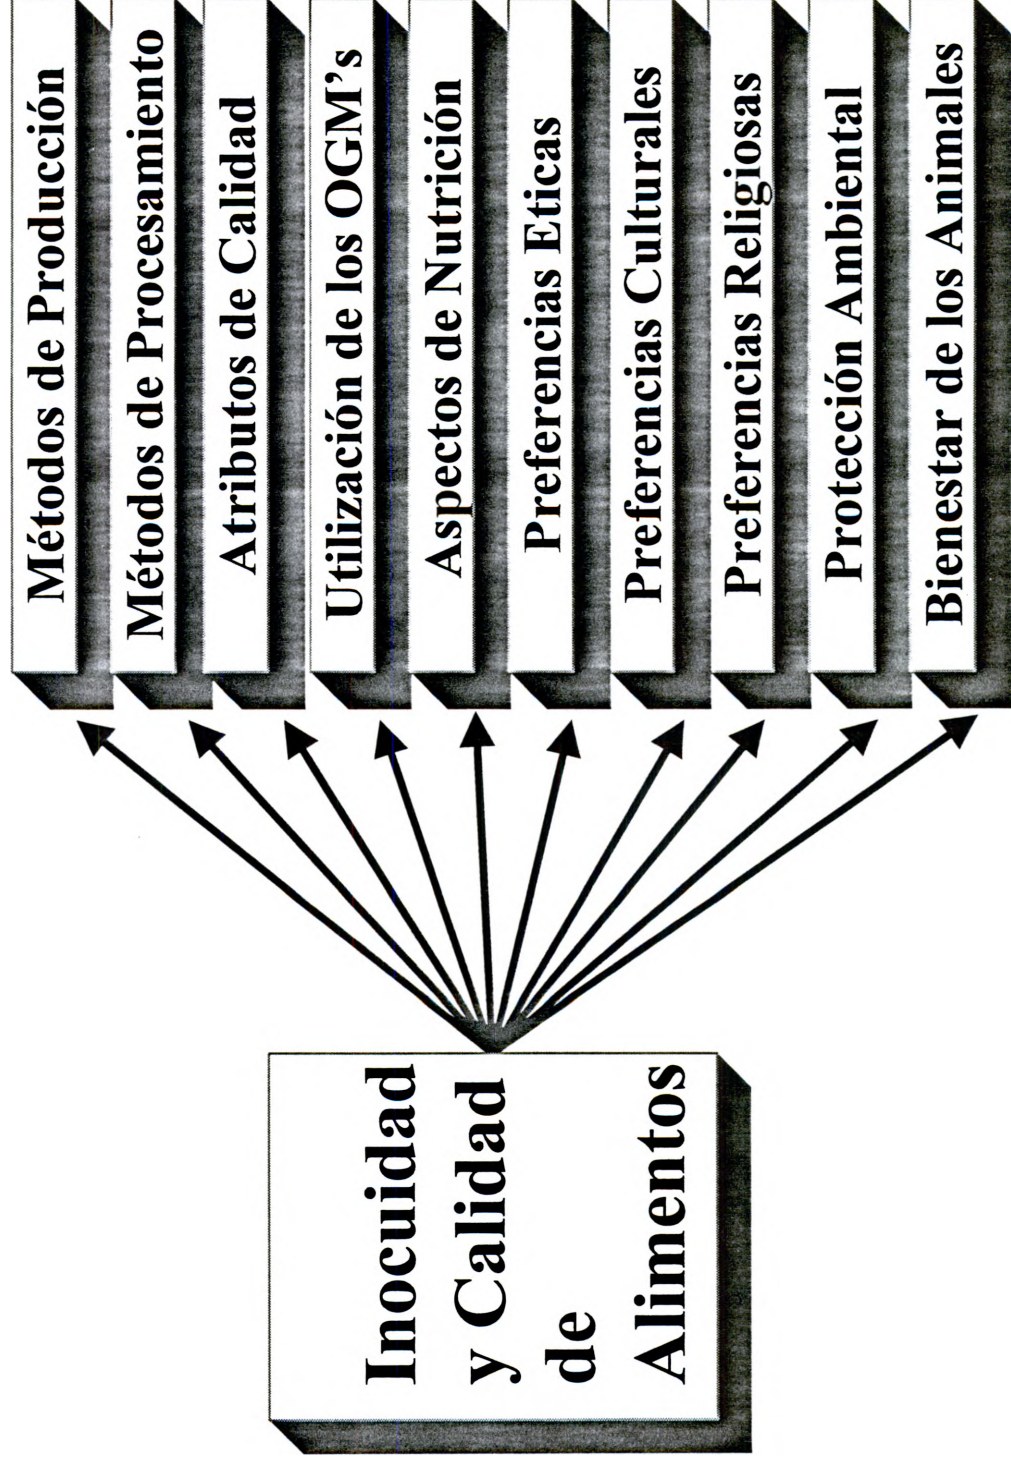 Inocuidad
y Calidad
de
Alimentos
Métodos de Producción
Métodos de Procesamiento
Atributos de Calidad
Utilización de los OGM's
Aspectos de Nutrición
Preferencias Eticas
Preferencias Culturales
Preferencias Religiosas
Protección Ambiental
Bienestar de los Animales